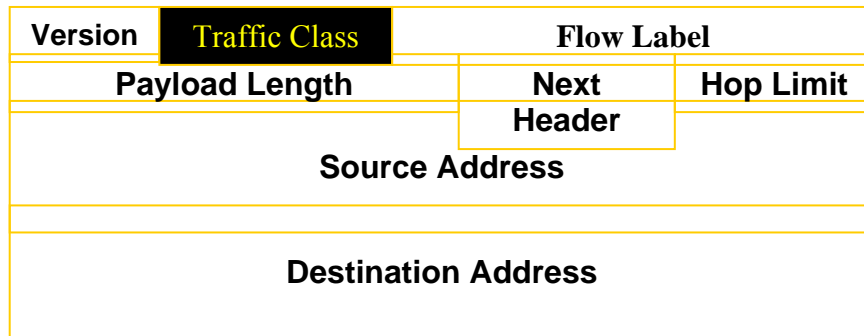 Version Traffic Class Flow Label
Payload Length Next Hop Limit
Header
Source Address
Destination Address